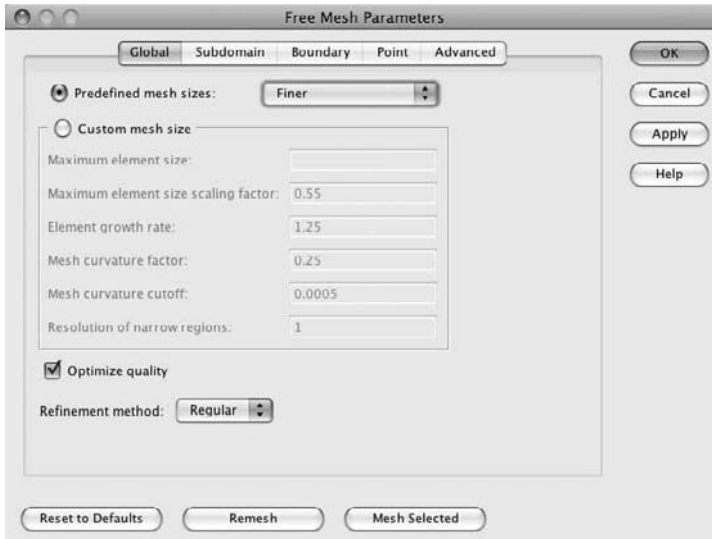 Free Mesh Parameters
Global Subdomain Boundary Point Advanced
Predefined mesh sizes: Finer
Custom mesh size
Maximum element size:
Maximum element size scaling factor: 0.55
Element growth rate: 1.25
Mesh curvature factor: 0.25
Mesh curvature cutoff: 0.0005
Resolution of narrow regions: 1
Optimize quality
Refinement method: Regular
Reset to Defaults Remesh Mesh Selected
OK
Cancel
Apply
Help